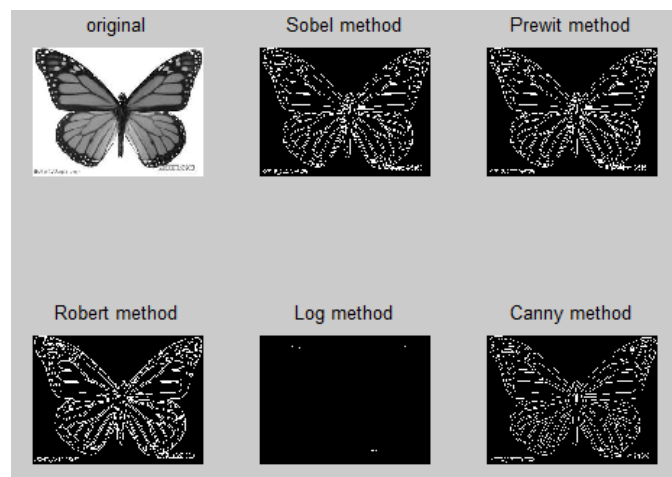 original
Sobel method
Prewit method
Robert method
Log method
Canny method